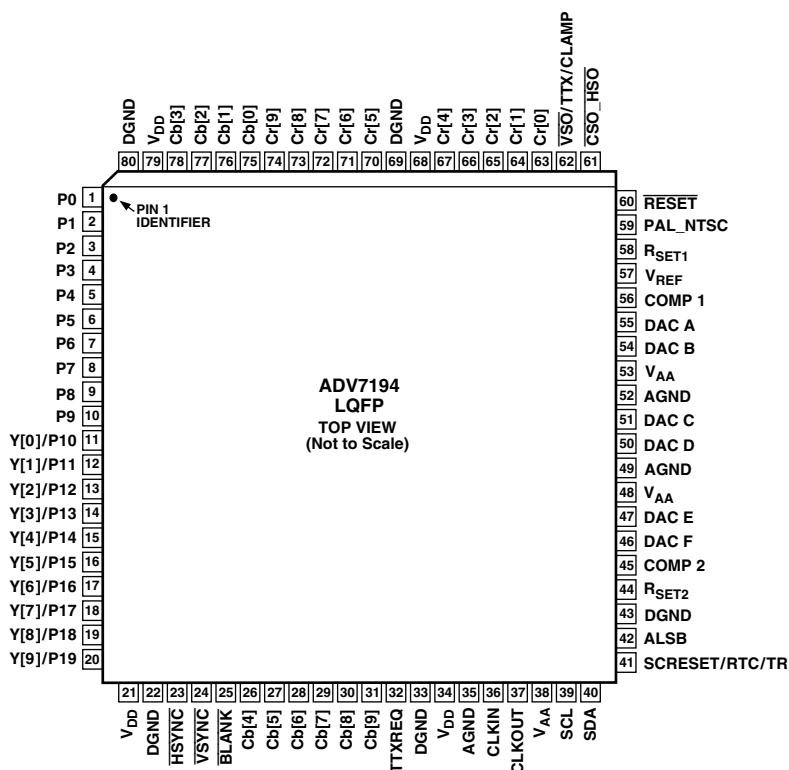 DGND
VDD
Cb[3]
Cb[2]
Cb[1]
Cb[0]
Cr[9]
Cr[8]
Cr[7]
Cr[6]
Cr[5]
DGND
VDD
Cr[4]
Cr[3]
Cr[2]
Cr[1]
Cr[0]
VSO/TTX/CLAMP
CSO_HSO
80 79 78 77 76 75 74 73 72 71 70 69 68 67 66 65 64 63 62 61
P0 1
P1 2
P2 3
P3 4
P4 5
P5 6
P6 7
P7 8
P8 9
P9 10
Y[0]/P10 11
Y[1]/P11 12
Y[2]/P12 13
Y[3]/P13 14
Y[4]/P14 15
Y[5]/P15 16
Y[6]/P16 17
Y[7]/P17 18
Y[8]/P18 19
Y[9]/P19 20
PIN 1
IDENTIFIER
ADV7194
LQFP
TOP VIEW
(Not to Scale)
60 RESET
59 PAL_NTSC
58 RSET1
57 VREF
56 COMP 1
55 DAC A
54 DAC B
53 VAA
52 AGND
51 DAC C
50 DAC D
49 AGND
48 VAA
47 DAC E
46 DAC F
45 COMP 2
44 RSET2
43 DGND
42 ALSB
41 SCRESET/RTC/TR
21 22 23 24 25 26 27 28 29 30 31 32 33 34 35 36 37 38 39 40
VDD
DGND
HSYNC
VSYNC
BLANK
Cb[4]
Cb[5]
Cb[6]
Cb[7]
Cb[8]
Cb[9]
TTXREQ
DGND
VDD
AGND
CLKIN
CLKOUT
VAA
SCL
SDA